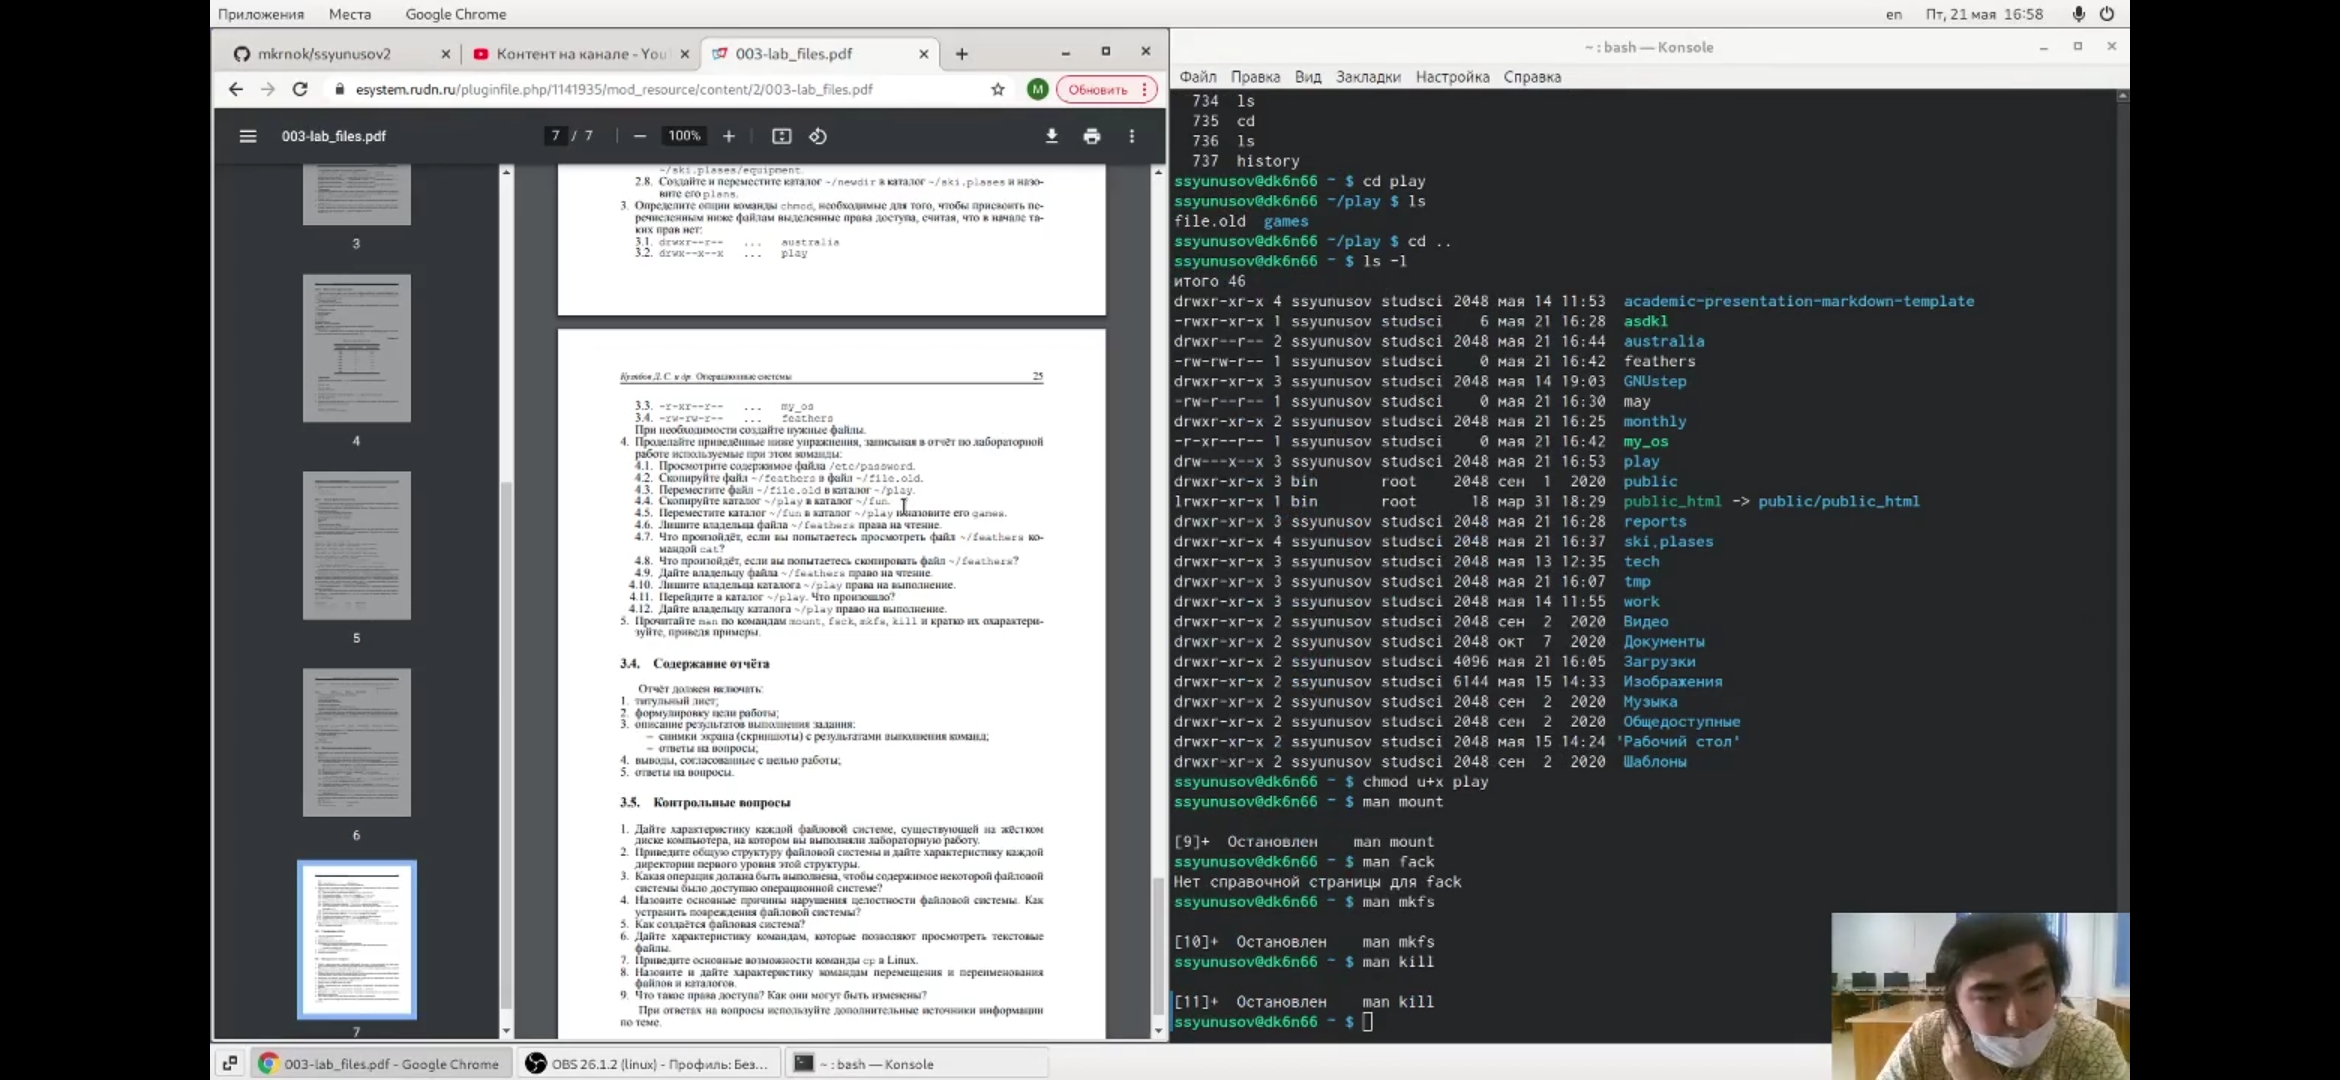 Приложения Места Google Chrome
en Пт, 21 мая 16:58
mkrnok/ssyunusov2
Контент на канале - You
003-lab_files.pdf
esystem.rudn.ru/pluginfile.php/1141935/mod_resource/content/2/003-lab_files.pdf
M
Обновить
003-lab_files.pdf
7 / 7
100%
3
4
5
6
7
~/ski.plases/equipment.
2.8. Создайте и переместите каталог ~/newdir в каталог ~/ski.plases и назо-
вите его plans.
3. Определите опции команды chmod, необходимые для того, чтобы присвоить пе-
речисленным ниже файлам выделенные права доступа, считая, что в начале та-
ких прав нет:
3.1. drwxr--r-- ... australia
3.2. drwx--x--x ... play
Кулябов Д. С. и др. Операционные системы 25
3.3. -r-xr--r-- ... my_os
3.4. -rw-rw-r-- ... feathers
При необходимости создайте нужные файлы.
4. Проделайте приведённые ниже упражнения, записывая в отчёт по лабораторной
работе используемые при этом команды:
4.1. Просмотрите содержимое файла /etc/password.
4.2. Скопируйте файл ~/feathers в файл ~/file.old.
4.3. Переместите файл ~/file.old в каталог ~/play.
4.4. Скопируйте каталог ~/play в каталог ~/fun.
4.5. Переместите каталог ~/fun в каталог ~/play и назовите его games.
4.6. Лишите владельца файла ~/feathers права на чтение.
4.7. Что произойдёт, если вы попытаетесь просмотреть файл ~/feathers ко-
мандой cat?
4.8. Что произойдёт, если вы попытаетесь скопировать файл ~/feathers?
4.9. Дайте владельцу файла ~/feathers право на чтение.
4.10. Лишите владельца каталога ~/play права на выполнение.
4.11. Перейдите в каталог ~/play. Что произошло?
4.12. Дайте владельцу каталога ~/play право на выполнение.
5. Прочитайте man по командам mount, fsck, mkfs, kill и кратко их охарактери-
зуйте, приведя примеры.
3.4. Содержание отчёта
Отчёт должен включать:
1. титульный лист;
2. формулировку цели работы;
3. описание результатов выполнения задания:
– снимки экрана (скриншоты) с результатами выполнения команд;
– ответы на вопросы;
4. выводы, согласованные с целью работы;
5. ответы на вопросы.
3.5. Контрольные вопросы
1. Дайте характеристику каждой файловой системе, существующей на жёстком
диске компьютера, на котором вы выполняли лабораторную работу.
2. Приведите общую структуру файловой системы и дайте характеристику каждой
директории первого уровня этой структуры.
3. Какая операция должна быть выполнена, чтобы содержимое некоторой файловой
системы было доступно операционной системе?
4. Назовите основные причины нарушения целостности файловой системы. Как
устранить повреждения файловой системы?
5. Как создаётся файловая система?
6. Дайте характеристику командам, которые позволяют просмотреть текстовые
файлы.
7. Приведите основные возможности команды cp в Linux.
8. Назовите и дайте характеристику командам перемещения и переименования
файлов и каталогов.
9. Что такое права доступа? Как они могут быть изменены?
При ответах на вопросы используйте дополнительные источники информации
по теме.
~ : bash — Konsole
Файл Правка Вид Закладки Настройка Справка
734 ls
735 cd
736 ls
737 history
ssyunusov@dk6n66 ~ $ cd play
ssyunusov@dk6n66 ~/play $ ls
file.old games
ssyunusov@dk6n66 ~/play $ cd ..
ssyunusov@dk6n66 ~ $ ls -l
итого 46
drwxr-xr-x 4 ssyunusov studsci 2048 мая 14 11:53 academic-presentation-markdown-template
-rwxr-xr-x 1 ssyunusov studsci 6 мая 21 16:28 asdkl
drwxr--r-- 2 ssyunusov studsci 2048 мая 21 16:44 australia
-rw-rw-r-- 1 ssyunusov studsci 0 мая 21 16:42 feathers
drwxr-xr-x 3 ssyunusov studsci 2048 мая 14 19:03 GNUstep
-rw-r--r-- 1 ssyunusov studsci 0 мая 21 16:30 may
drwxr-xr-x 2 ssyunusov studsci 2048 мая 21 16:25 monthly
-r-xr--r-- 1 ssyunusov studsci 0 мая 21 16:42 my_os
drw---x--x 3 ssyunusov studsci 2048 мая 21 16:53 play
drwxr-xr-x 3 bin root 2048 сен 1 2020 public
lrwxr-xr-x 1 bin root 18 мар 31 18:29 public_html -> public/public_html
drwxr-xr-x 3 ssyunusov studsci 2048 мая 21 16:28 reports
drwxr-xr-x 4 ssyunusov studsci 2048 мая 21 16:37 ski.plases
drwxr-xr-x 3 ssyunusov studsci 2048 мая 13 12:35 tech
drwxr-xr-x 3 ssyunusov studsci 2048 мая 21 16:07 tmp
drwxr-xr-x 3 ssyunusov studsci 2048 мая 14 11:55 work
drwxr-xr-x 2 ssyunusov studsci 2048 сен 2 2020 Видео
drwxr-xr-x 2 ssyunusov studsci 2048 окт 7 2020 Документы
drwxr-xr-x 2 ssyunusov studsci 4096 мая 21 16:05 Загрузки
drwxr-xr-x 2 ssyunusov studsci 6144 мая 15 14:33 Изображения
drwxr-xr-x 2 ssyunusov studsci 2048 сен 2 2020 Музыка
drwxr-xr-x 2 ssyunusov studsci 2048 сен 2 2020 Общедоступные
drwxr-xr-x 2 ssyunusov studsci 2048 мая 15 14:24 'Рабочий стол'
drwxr-xr-x 2 ssyunusov studsci 2048 сен 2 2020 Шаблоны
ssyunusov@dk6n66 ~ $ chmod u+x play
ssyunusov@dk6n66 ~ $ man mount
[9]+ Остановлен man mount
ssyunusov@dk6n66 ~ $ man fack
Нет справочной страницы для fack
ssyunusov@dk6n66 ~ $ man mkfs
[10]+ Остановлен man mkfs
ssyunusov@dk6n66 ~ $ man kill
[11]+ Остановлен man kill
ssyunusov@dk6n66 ~ $
003-lab_files.pdf - Google Chrome
OBS 26.1.2 (linux) - Профиль: Без...
~ : bash — Konsole